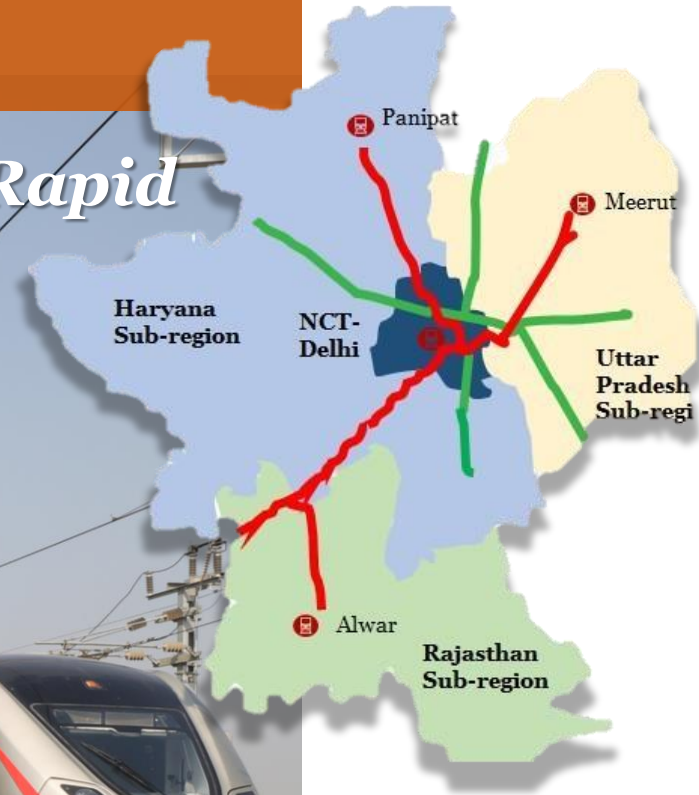 Rapid
Panipat
Meerut
Haryana
Sub-region
NCT-
Delhi
Uttar
Pradesh
Sub-regi
Alwar
Rajasthan
Sub-region